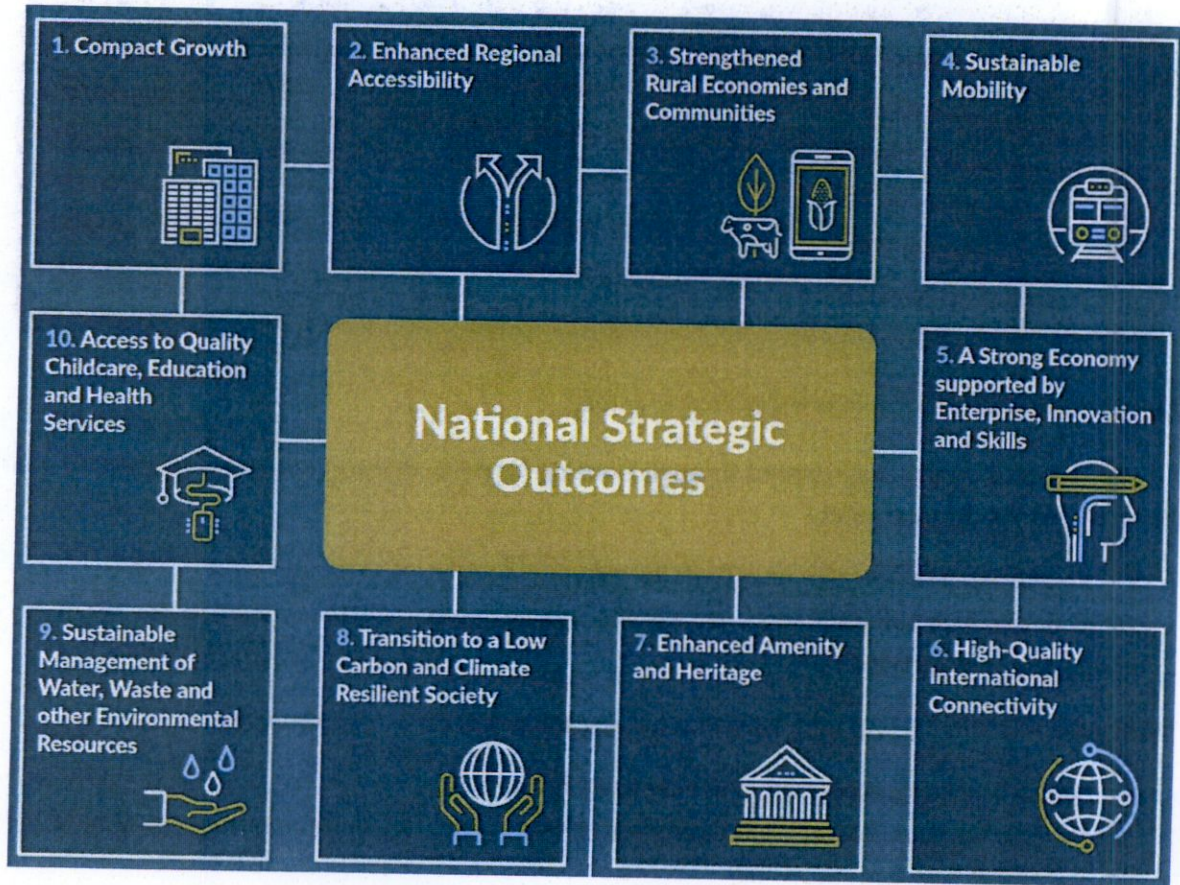 1. Compact Growth
2. Enhanced Regional
Accessibility
3. Strengthened
Rural Economies and
Communities
4. Sustainable
Mobility
10. Access to Quality
Childcare, Education
and Health
Services
National Strategic
Outcomes
5. A Strong Economy
supported by
Enterprise, Innovation
and Skills
9. Sustainable
Management of
Water, Waste and
other Environmental
Resources
8. Transition to a Low
Carbon and Climate
Resilient Society
7. Enhanced Amenity
and Heritage
6. High-Quality
International
Connectivity